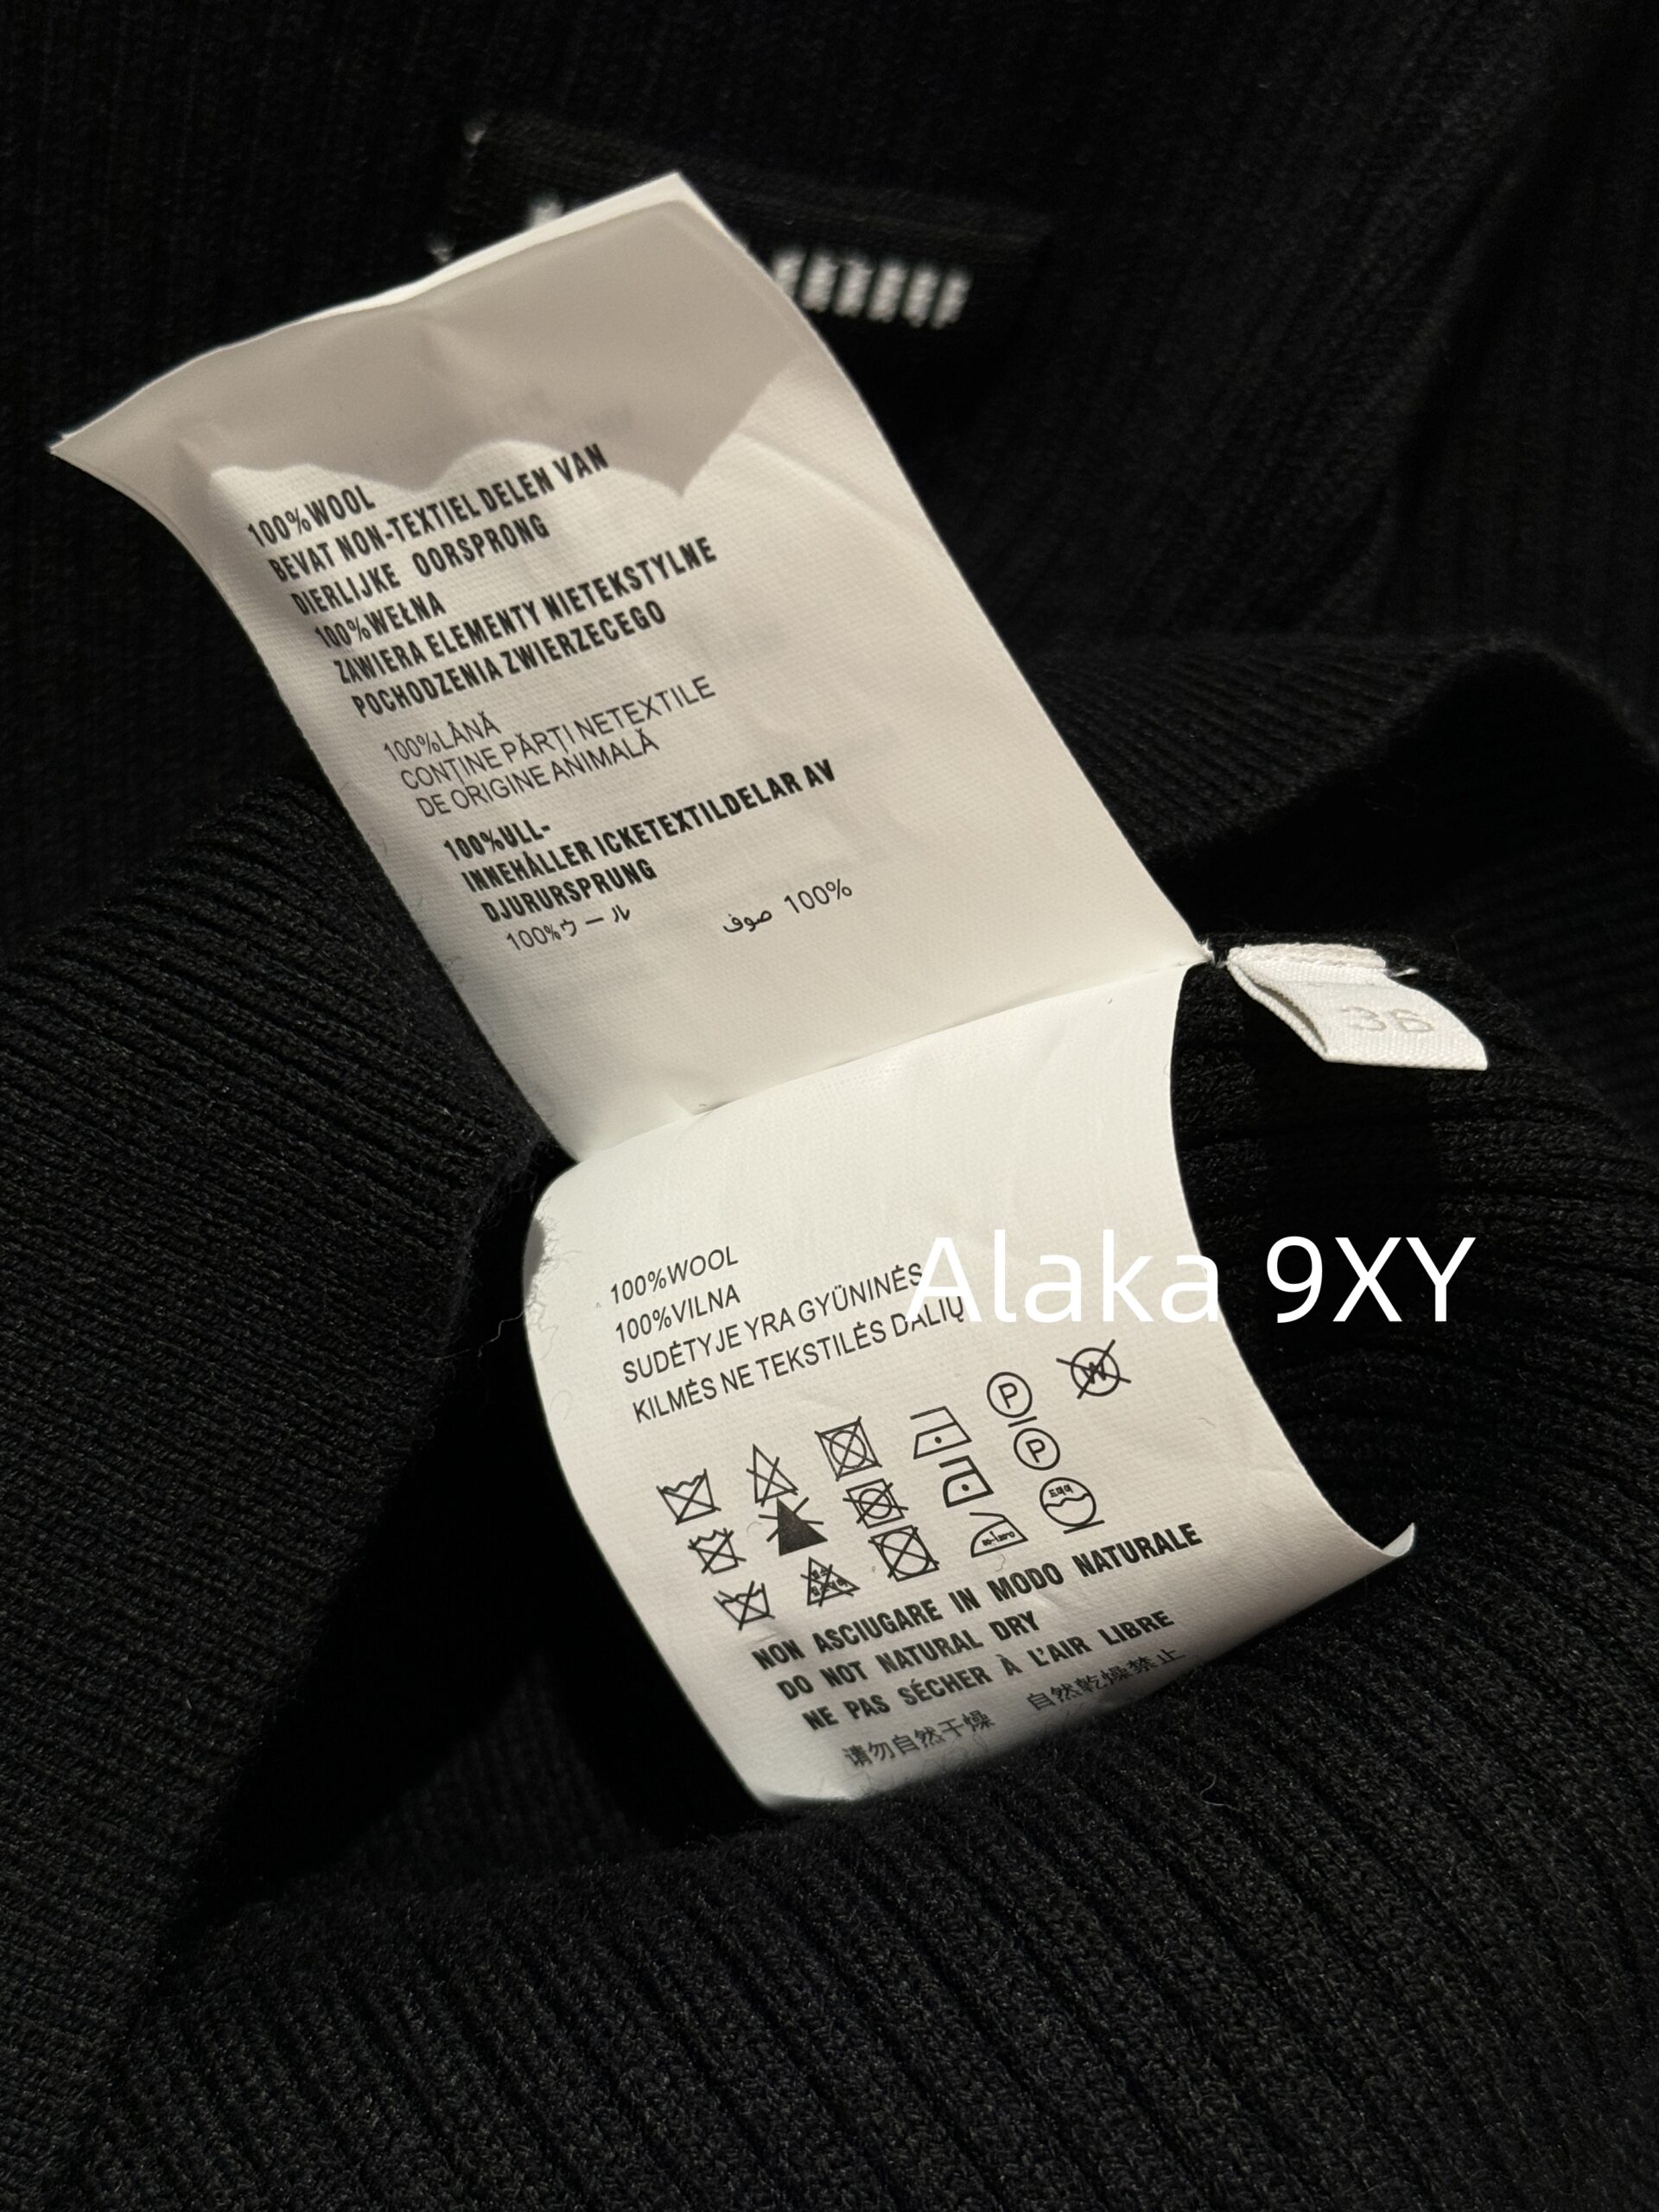 100%WOOL
BEVAT NON-TEXTIEL DELEN VAN
DIERLIJKE OORSPRONG
100%WEŁNA
ZAWIERA ELEMENTY NIETEKSTYLNE
POCHODZENIA ZWIERZECEGO
100%LÂNĂ
CONȚINE PĂRȚI NETEXTILE
DE ORIGINE ANIMALĂ
100%ULL-
INNEHÅLLER ICKETEXTILDELAR AV
DJURURSPRUNG
100%ウール
100% صوف
36
Alaka 9XY
100%WOOL
100%VILNA
SUDĖTYJE YRA GYŪNINĖS
KILMĖS NE TEKSTILĖS DALIŲ
P
W
P
NON ASCIUGARE IN MODO NATURALE
DO NOT NATURAL DRY
NE PAS SÉCHER À L'AIR LIBRE
请勿自然干燥 自然乾燥禁止